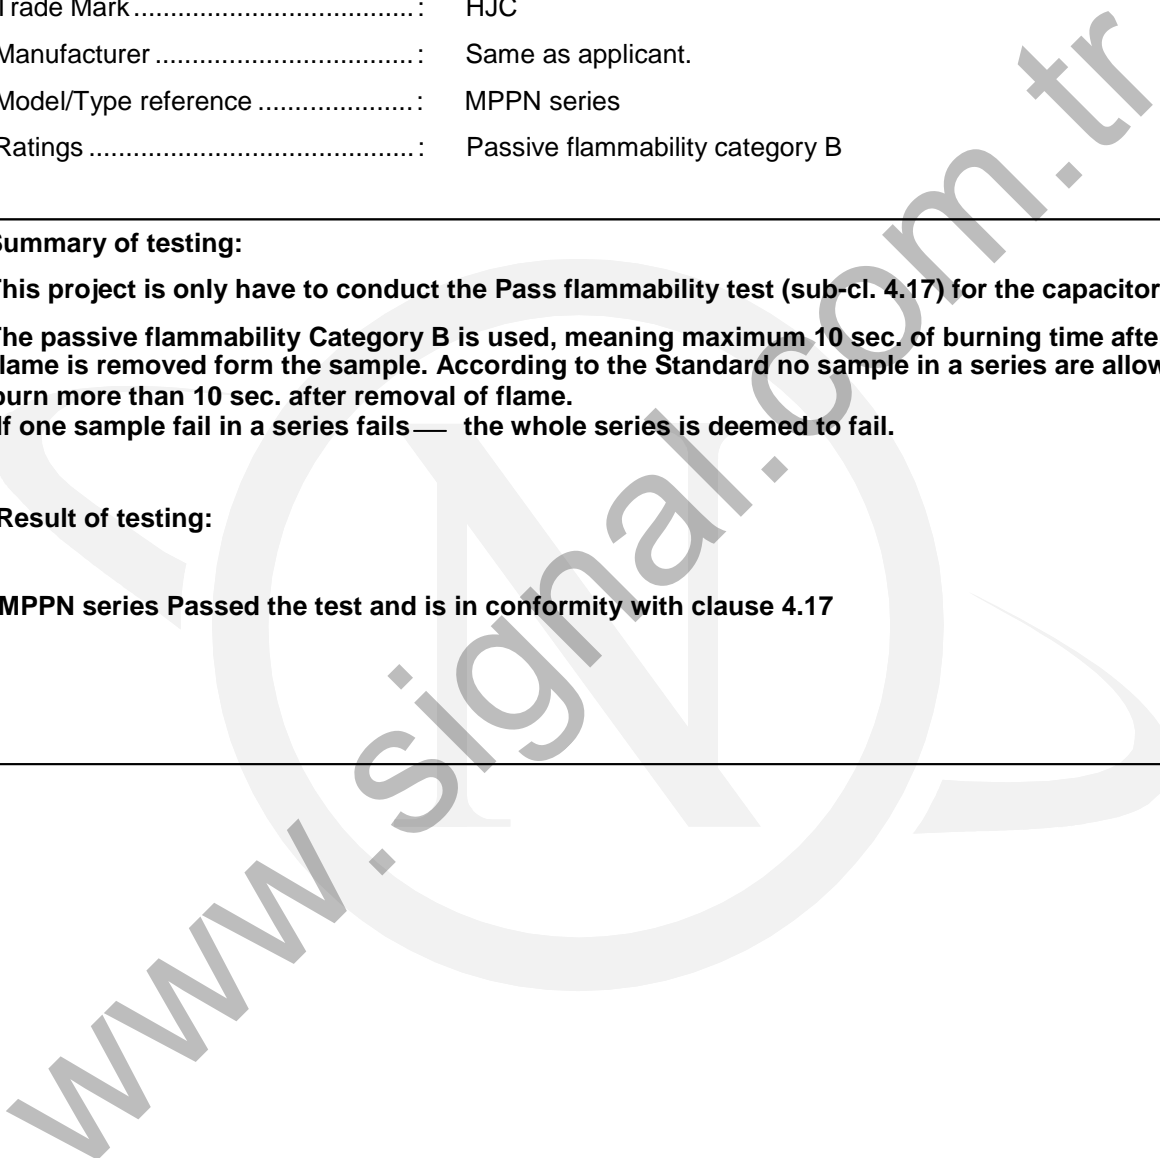 Trade Mark......................................: HJC
Manufacturer ...................................: Same as applicant.
Model/Type reference .....................: MPPN series
Ratings ............................................: Passive flammability category B
Summary of testing:
This project is only have to conduct the Pass flammability test (sub-cl. 4.17) for the capacitor
The passive flammability Category B is used, meaning maximum 10 sec. of burning time afte
flame is removed form the sample. According to the Standard no sample in a series are allow
burn more than 10 sec. after removal of flame.
If one sample fail in a series fails — the whole series is deemed to fail.
Result of testing:
MPPN series Passed the test and is in conformity with clause 4.17
www.signal.com.tr